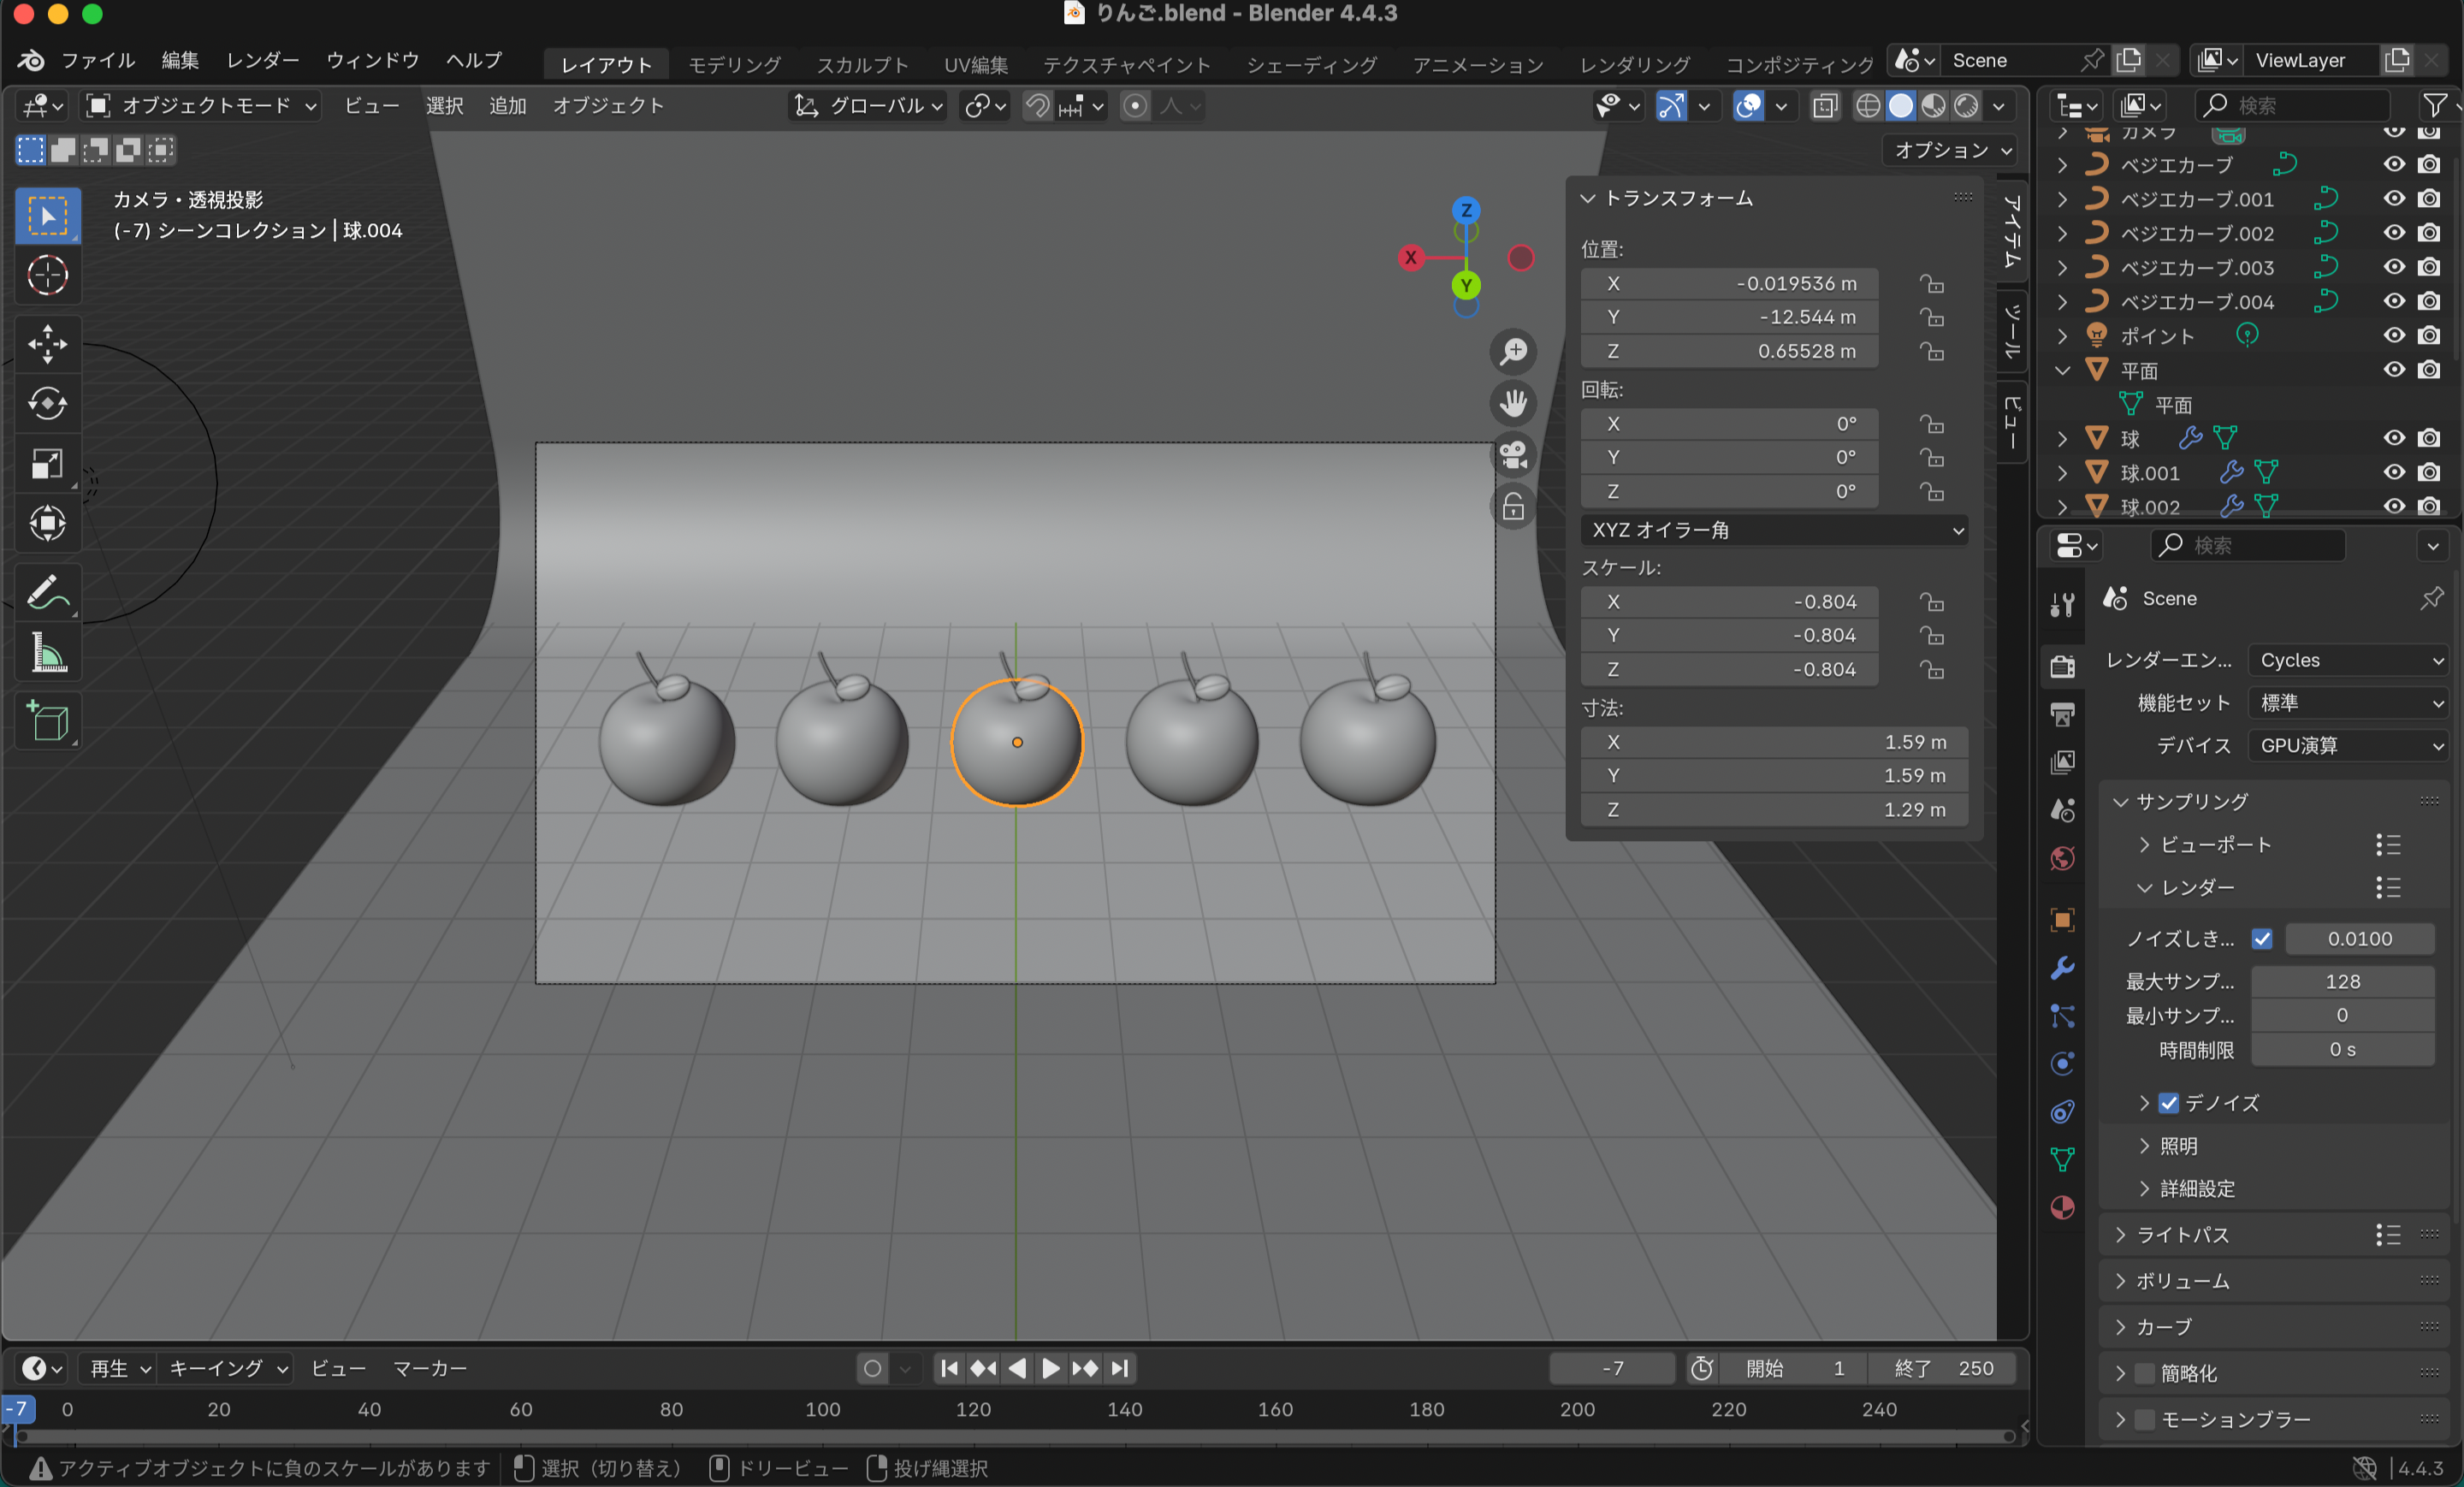 りんご.blend - Blender 4.4.3
ファイル 編集 レンダー ウィンドウ ヘルプ レイアウト モデリング スカルプト UV編集 テクスチャペイント シェーディング アニメーション レンダリング コンポジティング Scene ViewLayer
オブジェクトモード ビュー 選択 追加 オブジェクト グローバル 検索
オプション
カメラ・透視投影
(-7) シーンコレクション | 球.004
Z
X
Y
トランスフォーム
位置:
X -0.019536 m
Y -12.544 m
Z 0.65528 m
回転:
X 0°
Y 0°
Z 0°
XYZ オイラー角
スケール:
X -0.804
Y -0.804
Z -0.804
寸法:
X 1.59 m
Y 1.59 m
Z 1.29 m
アイテム
ツール
ビュー
カメラ
ベジエカーブ
ベジエカーブ.001
ベジエカーブ.002
ベジエカーブ.003
ベジエカーブ.004
ポイント
平面
平面
球
球.001
球.002
検索
Scene
レンダーエン... Cycles
機能セット 標準
デバイス GPU演算
サンプリング
ビューポート
レンダー
ノイズしき... 0.0100
最大サンプ... 128
最小サンプ... 0
時間制限 0 s
デノイズ
照明
詳細設定
ライトパス
ボリューム
カーブ
簡略化
モーションブラー
再生 キーイング ビュー マーカー -7 開始 1 終了 250
-7 0 20 40 60 80 100 120 140 160 180 200 220 240
アクティブオブジェクトに負のスケールがあります 選択（切り替え） ドリービュー 投げ縄選択 4.4.3